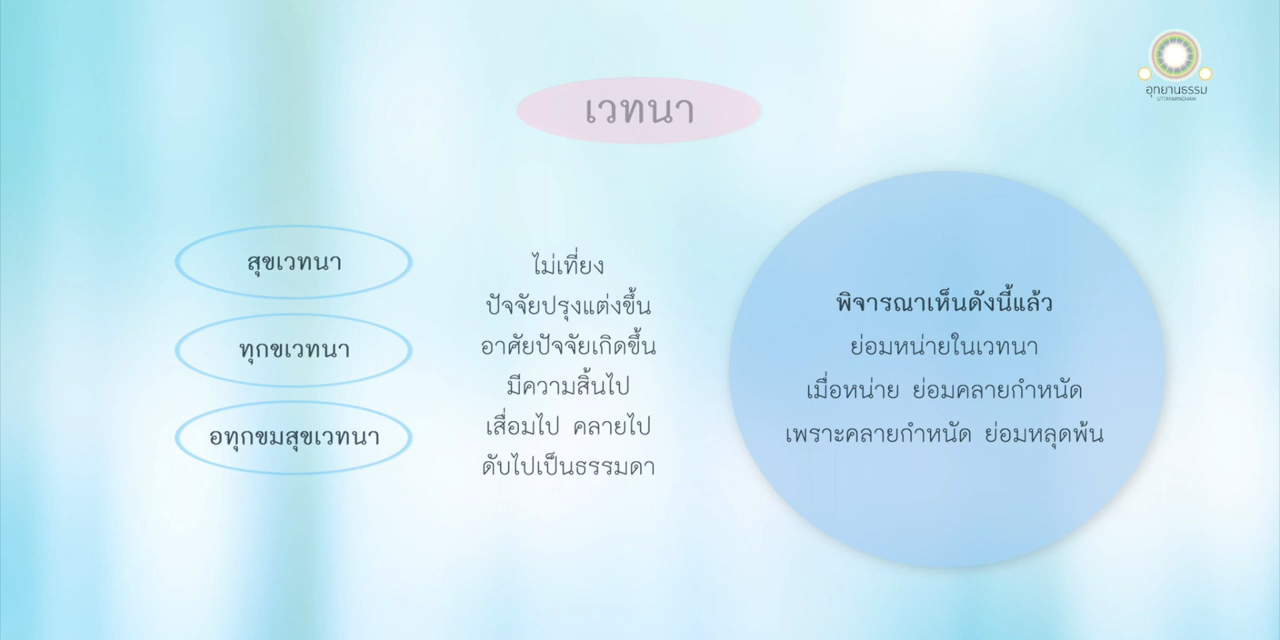 อุทยานธรรม
UTTAYARNDHAM
เวทนา
สุขเวทนา
ทุกขเวทนา
อทุกขมสุขเวทนา
ไม่เที่ยง
ปัจจัยปรุงแต่งขึ้น
อาศัยปัจจัยเกิดขึ้น
มีความสิ้นไป
เสื่อมไป คลายไป
ดับไปเป็นธรรมดา
พิจารณาเห็นดังนี้แล้ว
ย่อมหน่ายในเวทนา
เมื่อหน่าย ย่อมคลายกำหนัด
เพราะคลายกำหนัด ย่อมหลุดพ้น